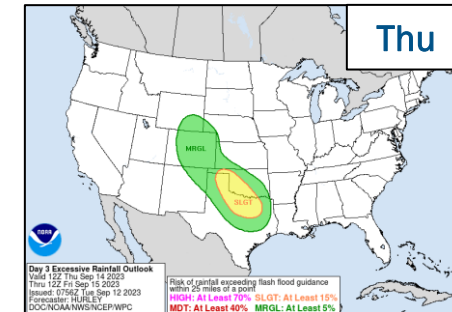 Thu
MRGL
SLGT
NOAA
Day 3 Excessive Rainfall Outlook
Valid 12Z Thu Sep 14 2023
Thru 12Z Fri Sep 15 2023
Issued: 0756Z Tue Sep 12 2023
Forecaster: HURLEY
DOC/NOAA/NWS/NCEP/WPC
Risk of rainfall exceeding flash flood guidance
within 25 miles of a point
HIGH: At Least 70% SLGT: At Least 15%
MDT: At Least 40% MRGL: At Least 5%